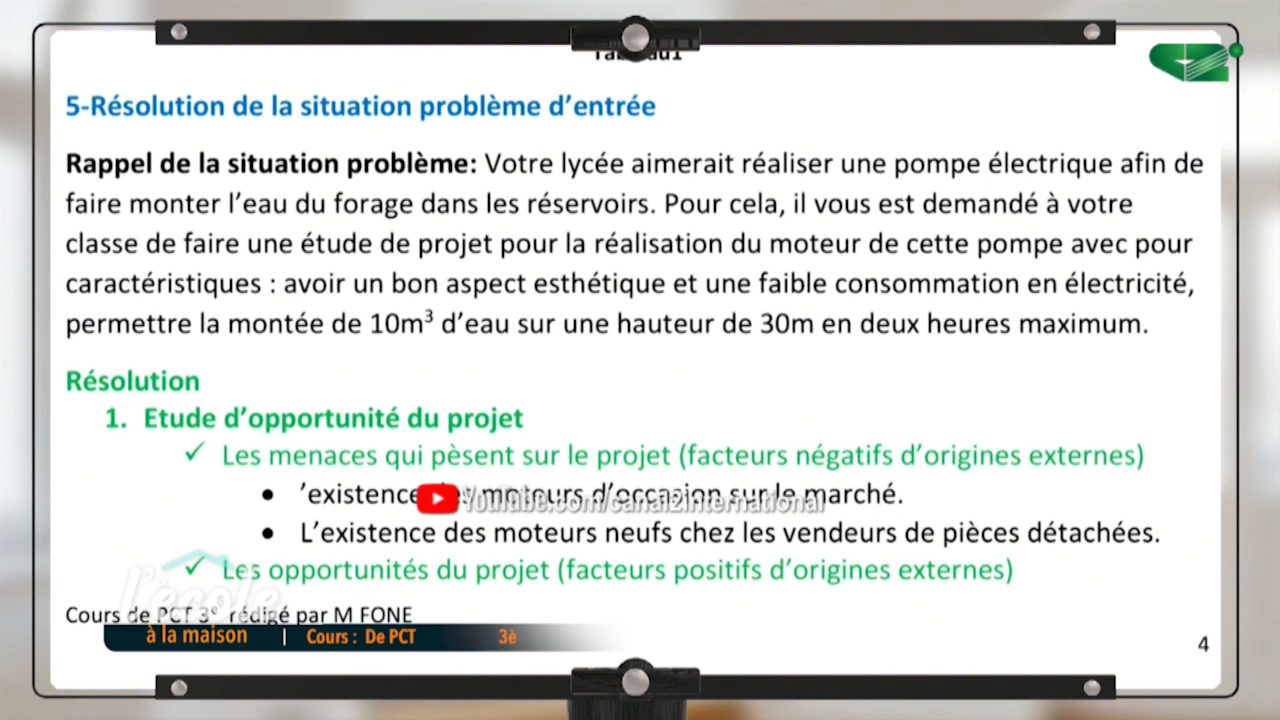 5-Résolution de la situation problème d’entrée
Rappel de la situation problème: Votre lycée aimerait réaliser une pompe électrique afin de
faire monter l’eau du forage dans les réservoirs. Pour cela, il vous est demandé à votre
classe de faire une étude de projet pour la réalisation du moteur de cette pompe avec pour
caractéristiques : avoir un bon aspect esthétique et une faible consommation en électricité,
permettre la montée de 10m³ d’eau sur une hauteur de 30m en deux heures maximum.
Résolution
1. Etude d’opportunité du projet
✓ Les menaces qui pèsent sur le projet (facteurs négatifs d’origines externes)
• ’existence des moteurs d’occasion sur le marché.
YouTube.com/canal2international
• L’existence des moteurs neufs chez les vendeurs de pièces détachées.
✓ Les opportunités du projet (facteurs positifs d’origines externes)
l’école
Cours de PCT 3e rédigé par M FONE
à la maison | Cours : De PCT 3è
4